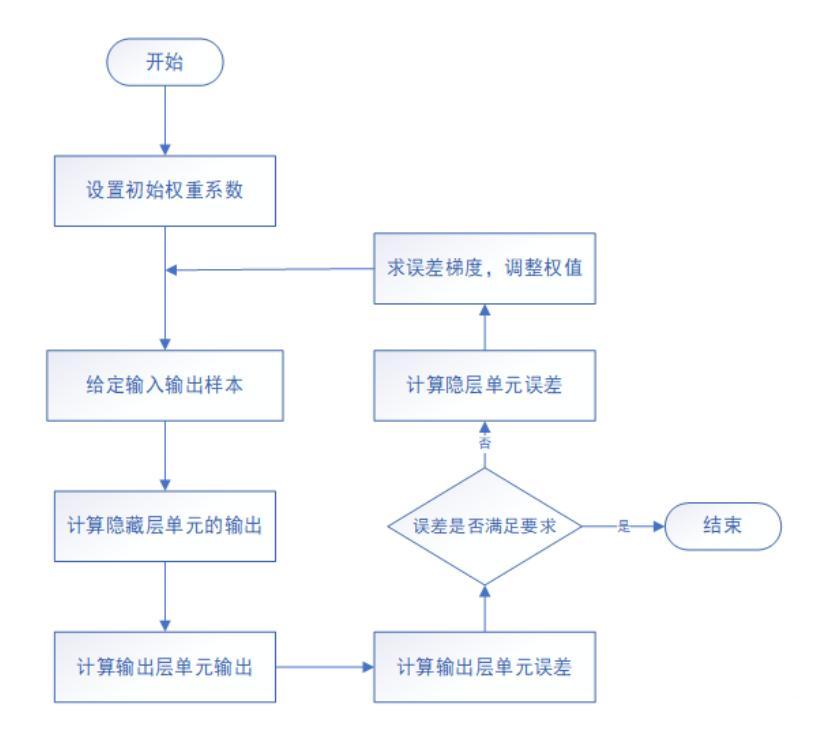 开始
设置初始权重系数
求误差梯度，调整权值
给定输入输出样本
计算隐层单元误差
否
计算隐藏层单元的输出
误差是否满足要求
是
结束
计算输出层单元输出
计算输出层单元误差